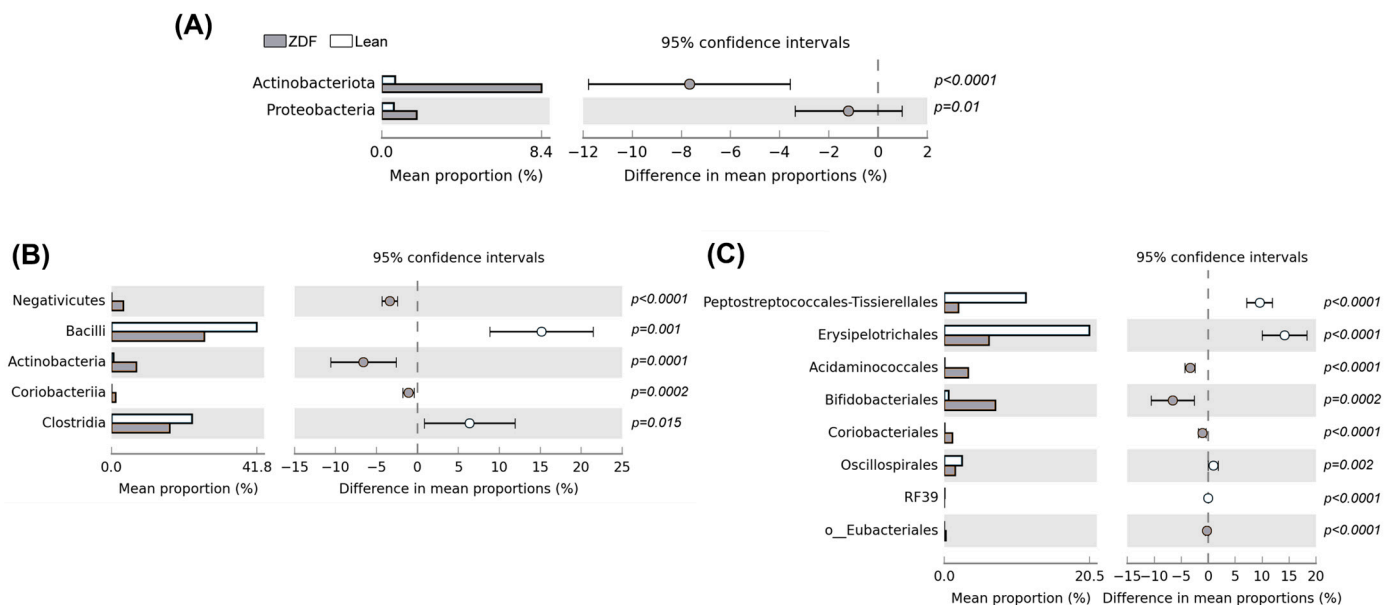 (A)
ZDF Lean
95% confidence intervals
Actinobacteriota p<0.0001
Proteobacteria p=0.01
0.0 8.4 −12 −10 −8 −6 −4 −2 0 2
Mean proportion (%) Difference in mean proportions (%)
(B)
95% confidence intervals
Negativicutes p<0.0001
Bacilli p=0.001
Actinobacteria p=0.0001
Coriobacteriia p=0.0002
Clostridia p=0.015
0.0 41.8 −15 −10 −5 0 5 10 15 20 25
Mean proportion (%) Difference in mean proportions (%)
(C)
95% confidence intervals
Peptostreptococcales-Tissierellales p<0.0001
Erysipelotrichales p<0.0001
Acidaminococcales p<0.0001
Bifidobacteriales p=0.0002
Coriobacteriales p<0.0001
Oscillospirales p=0.002
RF39 p<0.0001
o__Eubacteriales p<0.0001
0.0 20.5 −15−10 −5 0 5 10 15 20
Mean proportion (%) Difference in mean proportions (%)